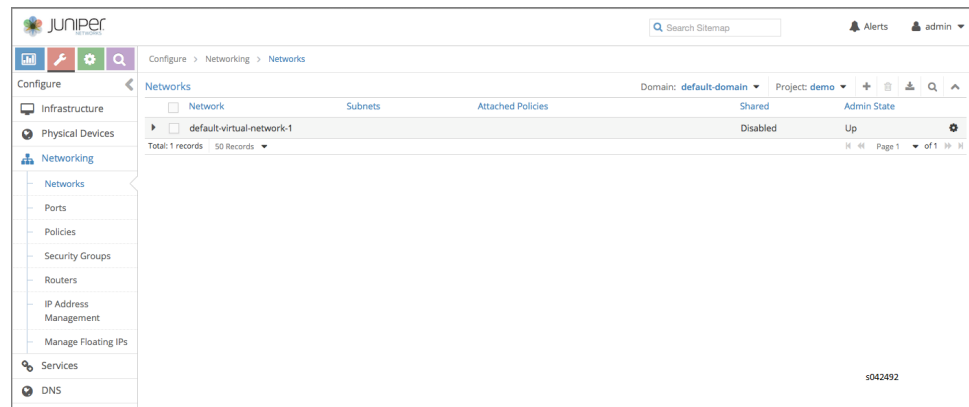 JUNIPER
NETWORKS
Search Sitemap
Alerts
admin
Configure > Networking > Networks
Configure
Networks
Domain: default-domain
Project: demo
Infrastructure
Network Subnets Attached Policies Shared Admin State
default-virtual-network-1 Disabled Up
Total: 1 records 50 Records Page 1 of 1
Physical Devices
Networking
Networks
Ports
Policies
Security Groups
Routers
IP Address
Management
Manage Floating IPs
Services
DNS
s042492